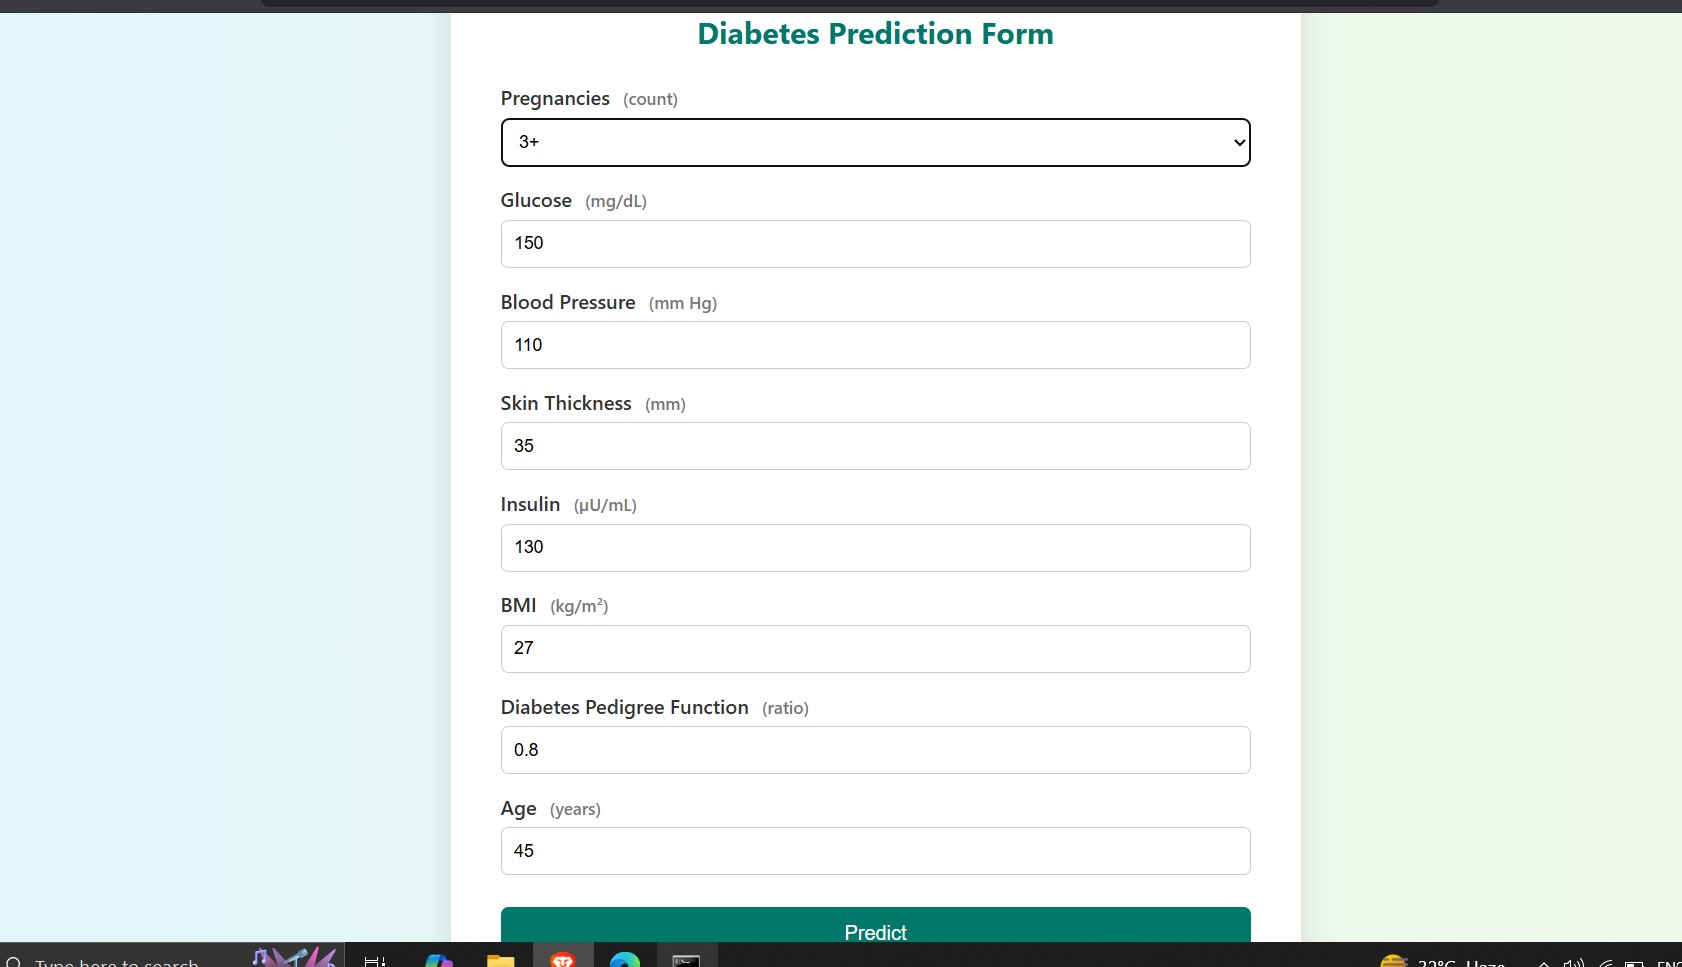 Diabetes Prediction Form
Pregnancies (count)
3+
Glucose (mg/dL)
150
Blood Pressure (mm Hg)
110
Skin Thickness (mm)
35
Insulin (µU/mL)
130
BMI (kg/m²)
27
Diabetes Pedigree Function (ratio)
0.8
Age (years)
45
Predict
Type here to search
Haze